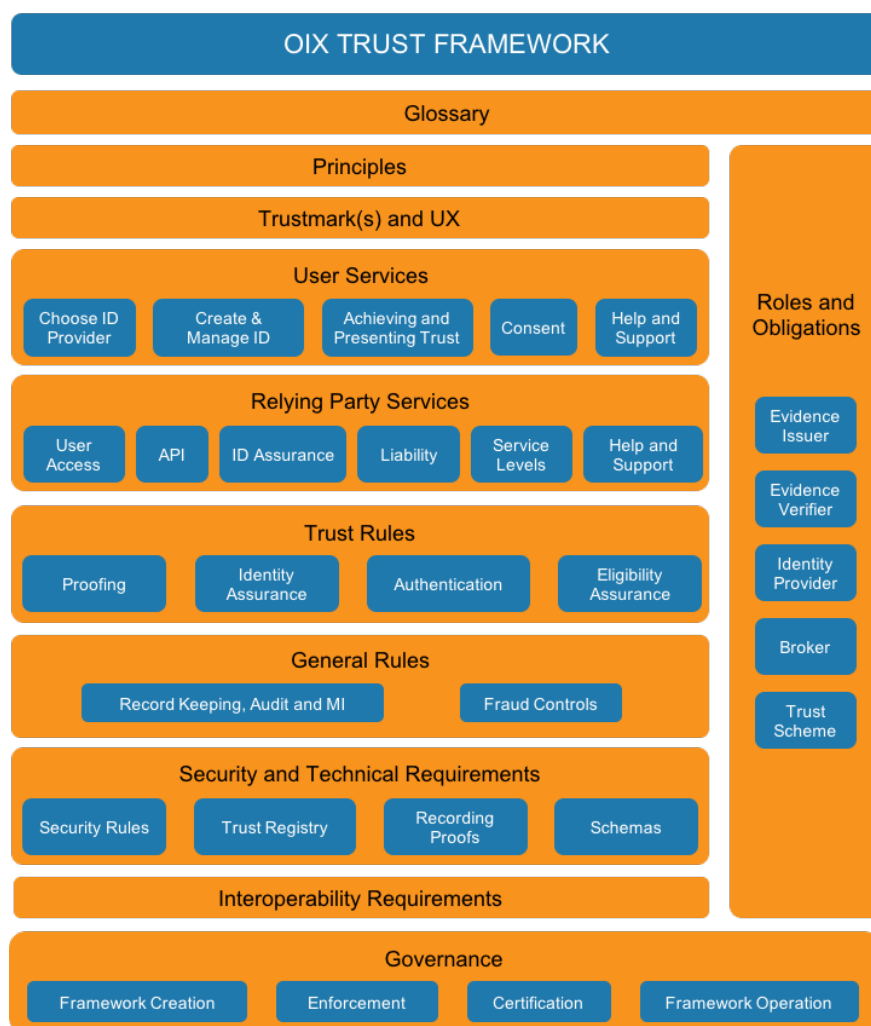 OIX TRUST FRAMEWORK
Glossary
Principles
Trustmark(s) and UX
User Services
Choose ID
Provider
Create &
Manage ID
Achieving and
Presenting Trust
Consent
Help and
Support
Relying Party Services
User
Access
API
ID Assurance
Liability
Service
Levels
Help and
Support
Trust Rules
Proofing
Identity
Assurance
Authentication
Eligibility
Assurance
General Rules
Record Keeping, Audit and MI
Fraud Controls
Security and Technical Requirements
Security Rules
Trust Registry
Recording
Proofs
Schemas
Interoperability Requirements
Roles and
Obligations
Evidence
Issuer
Evidence
Verifier
Identity
Provider
Broker
Trust
Scheme
Governance
Framework Creation
Enforcement
Certification
Framework Operation